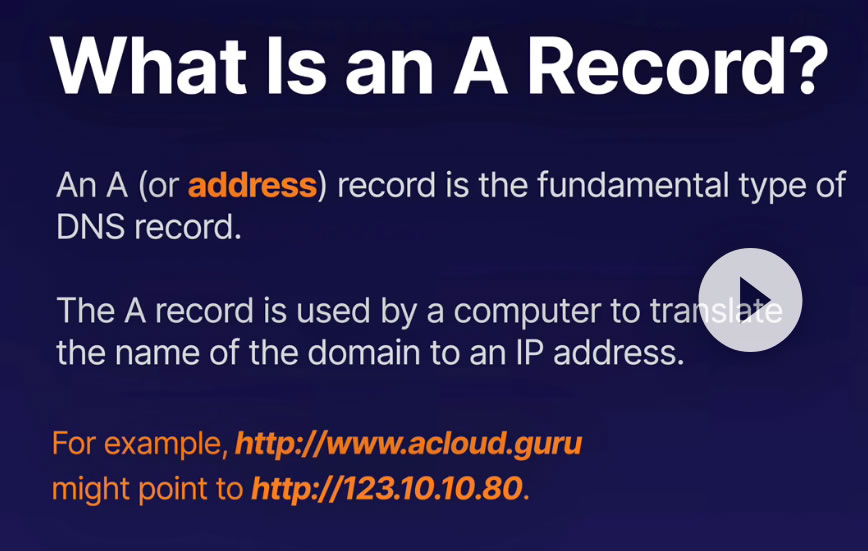 What Is an A Record?
An A (or address) record is the fundamental type of
DNS record.
The A record is used by a computer to translate
the name of the domain to an IP address.
For example, http://www.acloud.guru
might point to http://123.10.10.80.